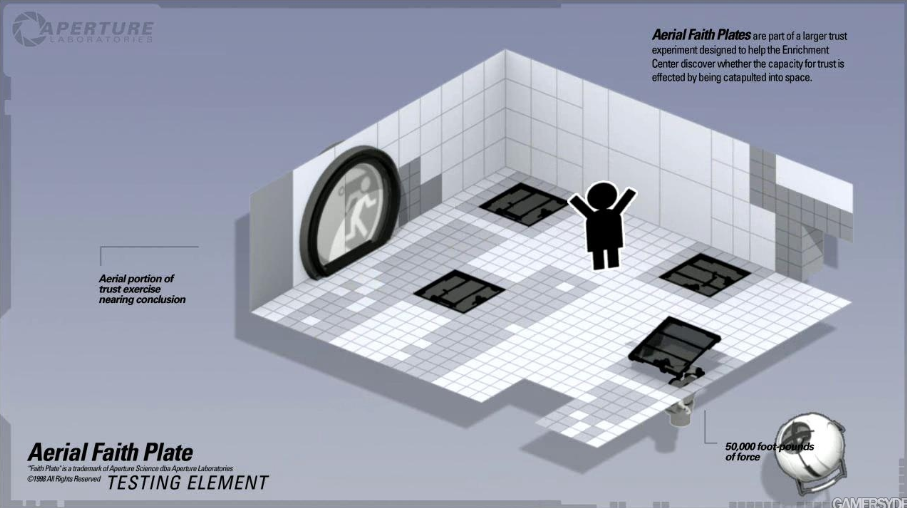 APERTURE
LABORATORIES
Aerial Faith Plates are part of a larger trust
experiment designed to help the Enrichment
Center discover whether the capacity for trust is
effected by being catapulted into space.
Aerial portion of
trust exercise
nearing conclusion
50,000 foot-pounds
of force
Aerial Faith Plate
"Faith Plate" is a trademark of Aperture Science dba Aperture Laboratories
©1998 All Rights Reserved
TESTING ELEMENT